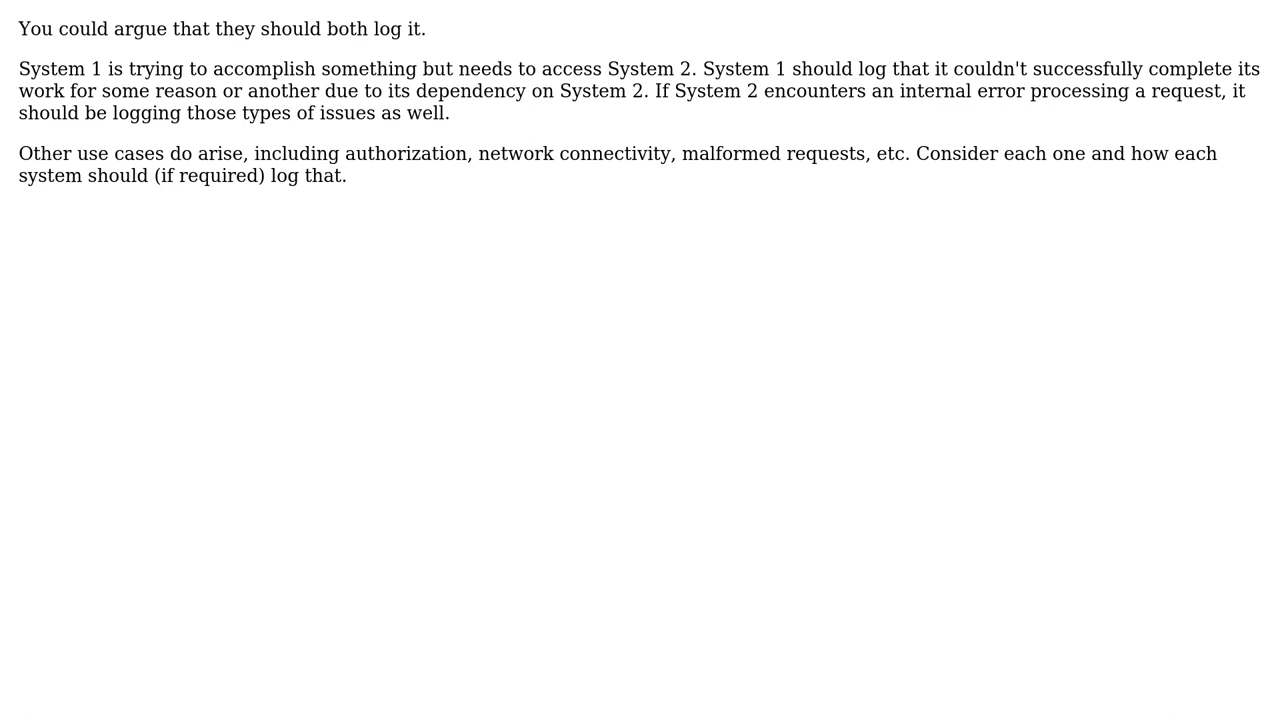 You could argue that they should both log it.
System 1 is trying to accomplish something but needs to access System 2. System 1 should log that it couldn't successfully complete its
work for some reason or another due to its dependency on System 2. If System 2 encounters an internal error processing a request, it
should be logging those types of issues as well.
Other use cases do arise, including authorization, network connectivity, malformed requests, etc. Consider each one and how each
system should (if required) log that.